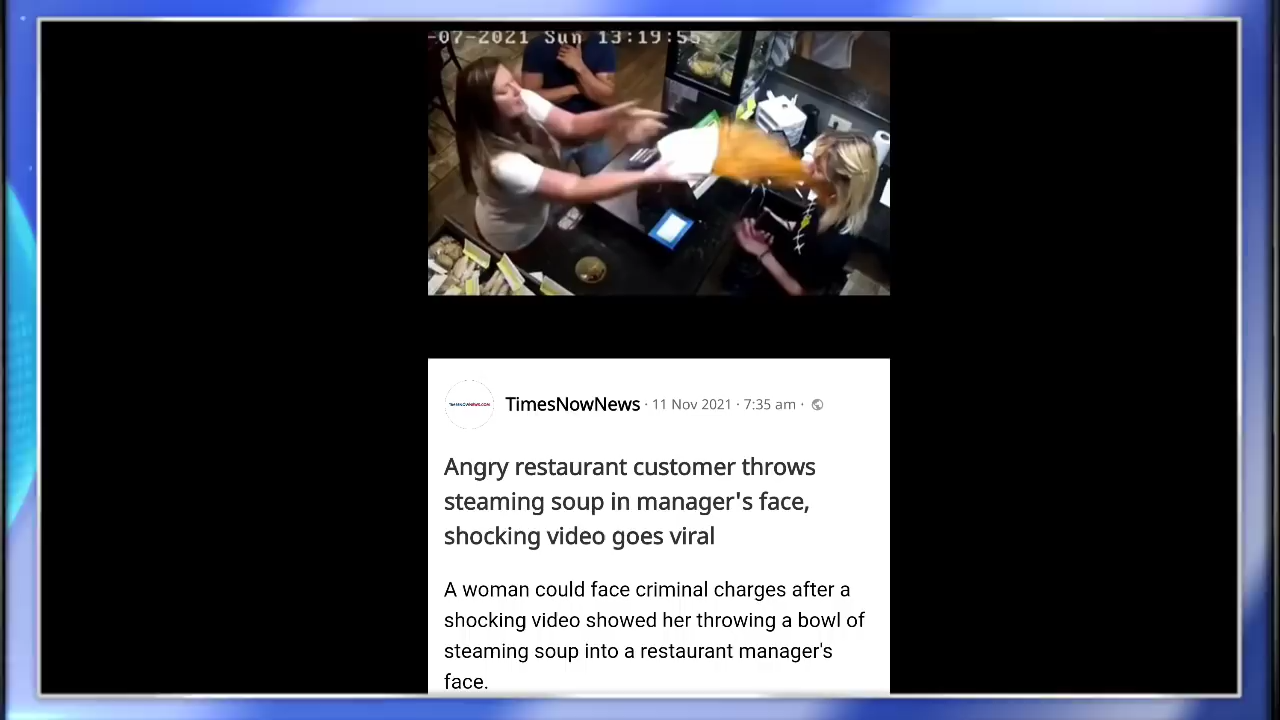 -07-2021 Sun 13:19:55
TimesNowNews · 11 Nov 2021 · 7:35 am ·
Angry restaurant customer throws
steaming soup in manager's face,
shocking video goes viral
A woman could face criminal charges after a
shocking video showed her throwing a bowl of
steaming soup into a restaurant manager's
face.